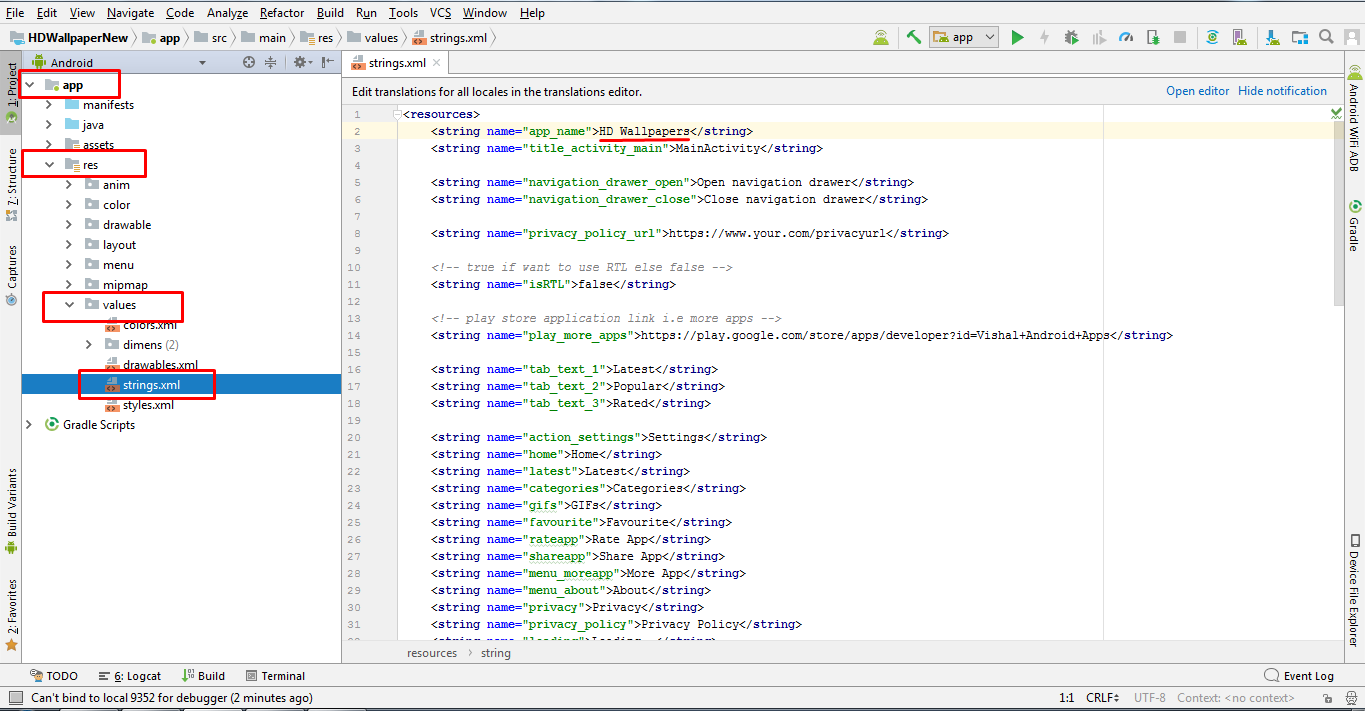 File Edit View Navigate Code Analyze Refactor Build Run Tools VCS Window Help
HDWallpaperNew app src main res values strings.xml
app
Android
strings.xml
1: Project
7: Structure
Captures
Build Variants
2: Favorites
app
manifests
java
assets
res
anim
color
drawable
layout
menu
mipmap
values
colors.xml
dimens (2)
drawables.xml
strings.xml
styles.xml
Gradle Scripts
Edit translations for all locales in the translations editor. Open editor Hide notification
1 <resources>
2 <string name="app_name">HD Wallpapers</string>
3 <string name="title_activity_main">MainActivity</string>
4
5 <string name="navigation_drawer_open">Open navigation drawer</string>
6 <string name="navigation_drawer_close">Close navigation drawer</string>
7
8 <string name="privacy_policy_url">https://www.your.com/privacyurl</string>
9
10 <!-- true if want to use RTL else false -->
11 <string name="isRTL">false</string>
12
13 <!-- play store application link i.e more apps -->
14 <string name="play_more_apps">https://play.google.com/store/apps/developer?id=Vishal+Android+Apps</string>
15
16 <string name="tab_text_1">Latest</string>
17 <string name="tab_text_2">Popular</string>
18 <string name="tab_text_3">Rated</string>
19
20 <string name="action_settings">Settings</string>
21 <string name="home">Home</string>
22 <string name="latest">Latest</string>
23 <string name="categories">Categories</string>
24 <string name="gifs">GIFs</string>
25 <string name="favourite">Favourite</string>
26 <string name="rateapp">Rate App</string>
27 <string name="shareapp">Share App</string>
28 <string name="menu_moreapp">More App</string>
29 <string name="menu_about">About</string>
30 <string name="privacy">Privacy</string>
31 <string name="privacy_policy">Privacy Policy</string>
resources string
Android WiFi ADB
Gradle
Device File Explorer
TODO 6: Logcat Build Terminal Event Log
Can't bind to local 9352 for debugger (2 minutes ago) 1:1 CRLF UTF-8 Context: <no context>